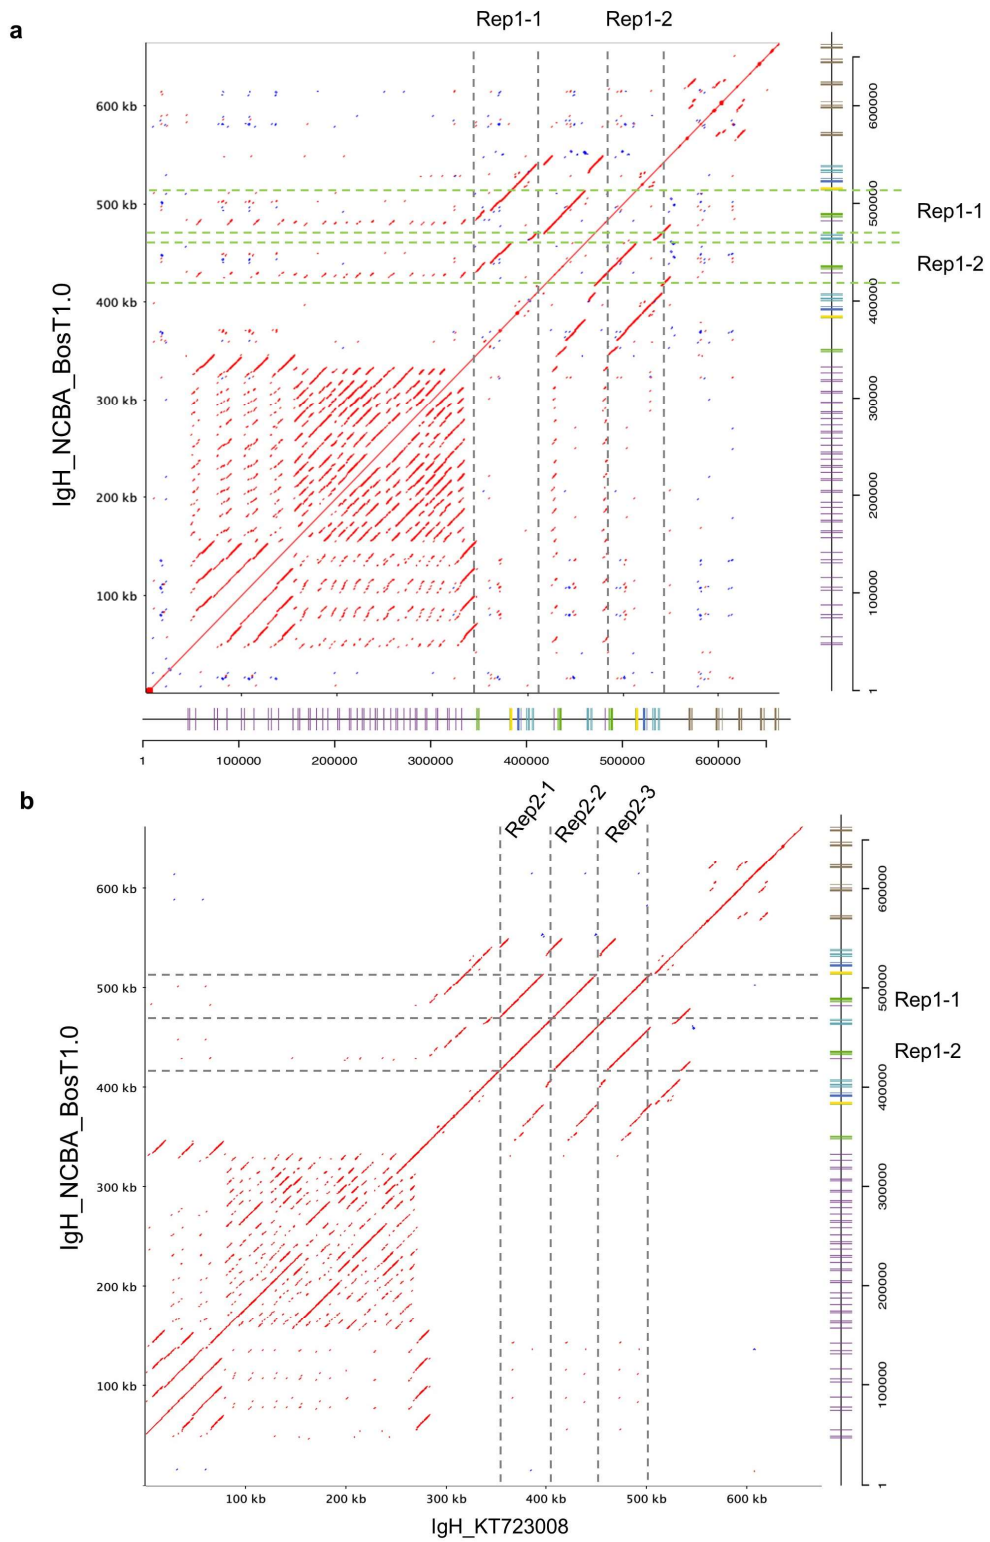 a
Rep1-1 Rep1-2
600 kb
500 kb
400 kb
300 kb
200 kb
100 kb
IgH_NCBA_BosT1.0
Rep1-1
Rep1-2
600000
500000
400000
300000
200000
100000
1
1 100000 200000 300000 400000 500000 600000
b
Rep2-1 Rep2-2 Rep2-3
600 kb
500 kb
400 kb
300 kb
200 kb
100 kb
IgH_NCBA_BosT1.0
Rep1-1
Rep1-2
600000
500000
400000
300000
200000
100000
1
100 kb 200 kb 300 kb 400 kb 500 kb 600 kb
IgH_KT723008